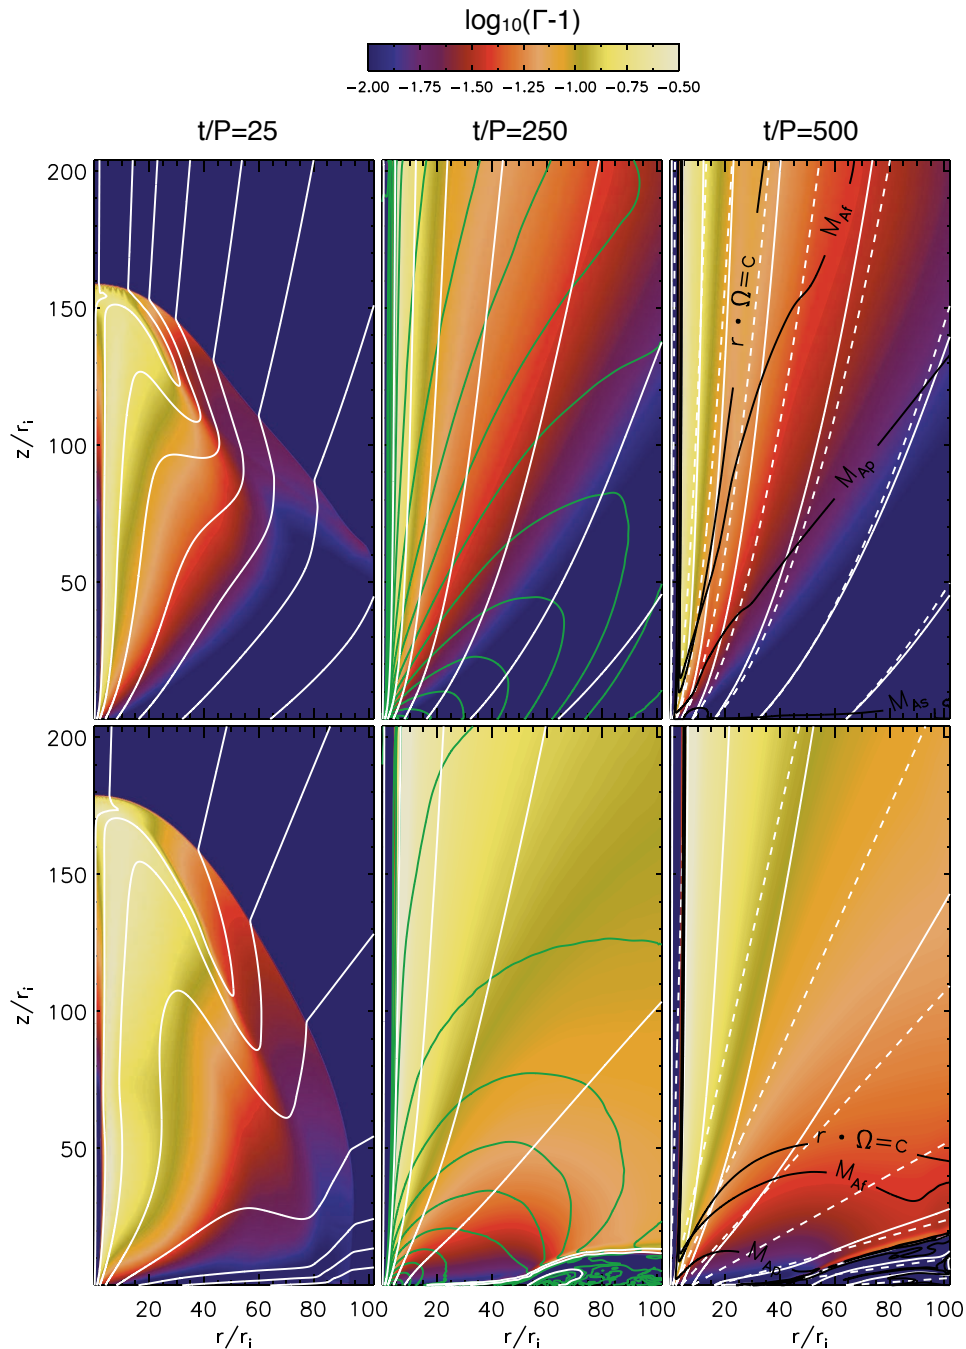 log₁₀(Γ-1)
−2.00 −1.75 −1.50 −1.25 −1.00 −0.75 −0.50
t/P=25 t/P=250 t/P=500
200
150
100
50
z/rᵢ
r · Ω=c
M_Af
M_Ap
M_As
200
150
100
50
z/rᵢ
r · Ω=c
M_Af
M_Ap
20 40 60 80 100 20 40 60 80 100 20 40 60 80 100
r/rᵢ r/rᵢ r/rᵢ